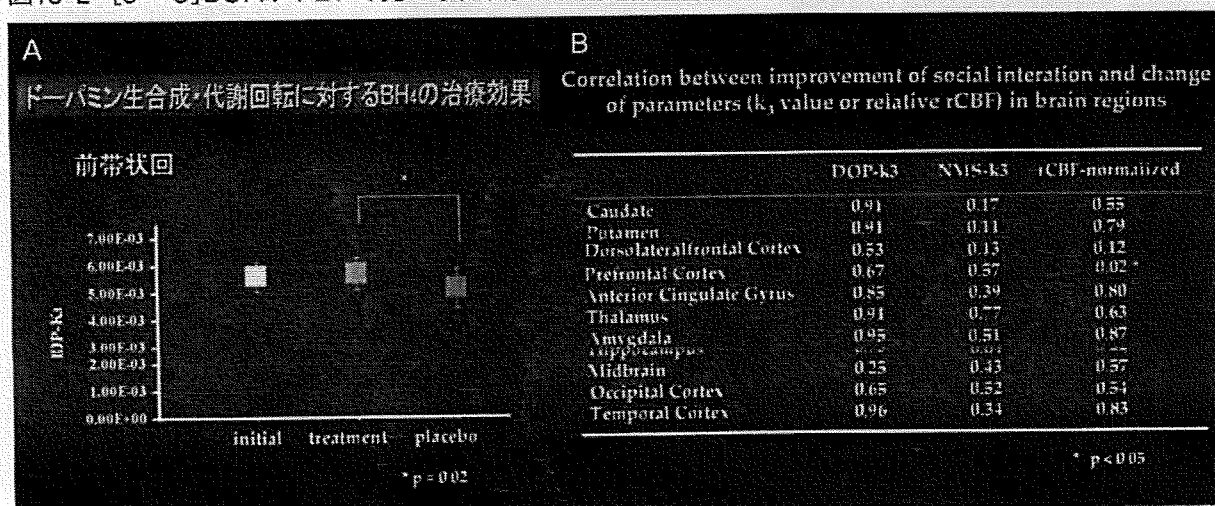 A
ドーパミン生合成・代謝回転に対するBH₄の治療効果
前帯状回
*
7.00E-03
6.00E-03
5.00E-03
4.00E-03
3.00E-03
2.00E-03
1.00E-03
0.00E+00
initial treatment placebo
* p = 0.02
B
Correlation between improvement of social interation and change
of parameters (k₃ value or relative rCBF) in brain regions
DOP-k3 NMS-k3 rCBF-normalized
Caudate 0.91 0.17 0.55
Putamen 0.91 0.11 0.79
Dorsolateralfrontal Cortex 0.53 0.13 0.12
Prefrontal Cortex 0.67 0.57 0.02 *
Anterior Cingulate Gyrus 0.85 0.39 0.80
Thalamus 0.91 0.77 0.63
Amygdala 0.95 0.51 0.87
Hippocampus
Midbrain 0.25 0.43 0.57
Occipital Cortex 0.65 0.52 0.54
Temporal Cortex 0.96 0.34 0.83
* p < 0.05